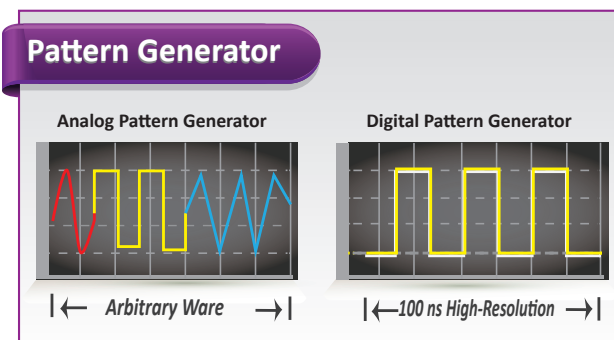 Pattern Generator
Analog Pattern Generator
Digital Pattern Generator
Arbitrary Ware
100 ns High-Resolution